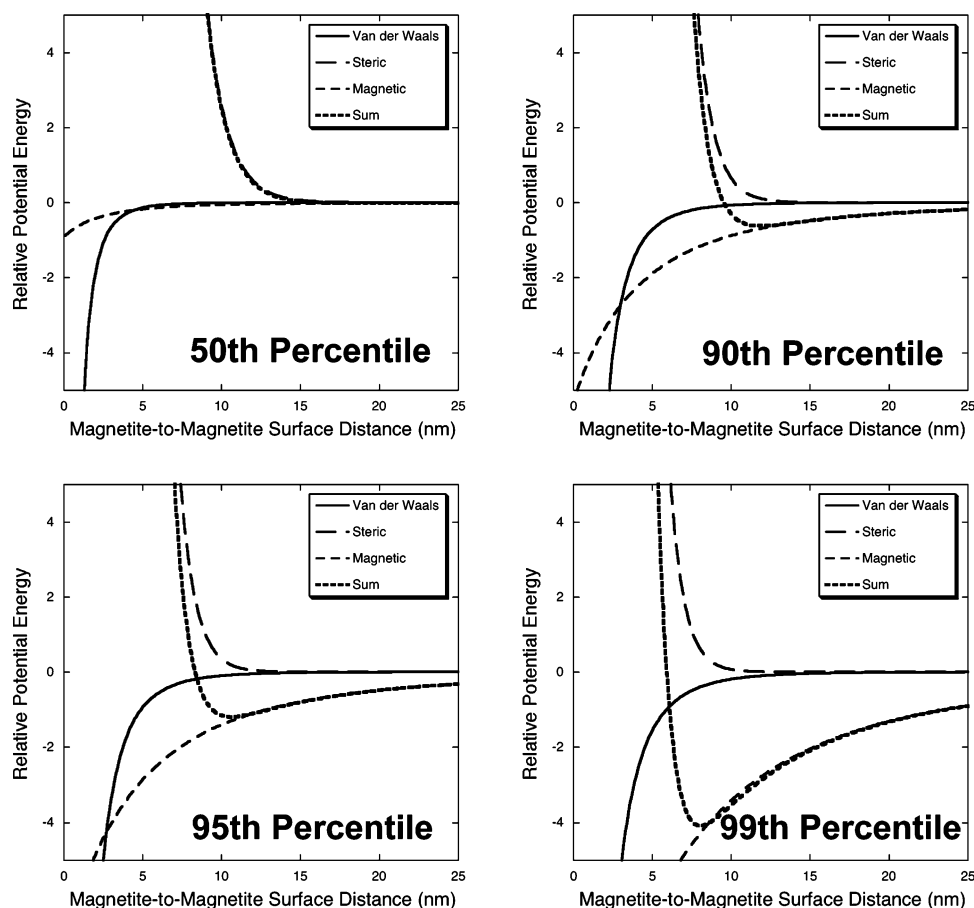 Relative Potential Energy
4
2
0
-2
-4
Van der Waals
Steric
Magnetic
Sum
50th Percentile
0 5 10 15 20 25
Magnetite-to-Magnetite Surface Distance (nm)
Relative Potential Energy
4
2
0
-2
-4
Van der Waals
Steric
Magnetic
Sum
90th Percentile
0 5 10 15 20 25
Magnetite-to-Magnetite Surface Distance (nm)
Relative Potential Energy
4
2
0
-2
-4
Van der Waals
Steric
Magnetic
Sum
95th Percentile
0 5 10 15 20 25
Magnetite-to-Magnetite Surface Distance (nm)
Relative Potential Energy
4
2
0
-2
-4
Van der Waals
Steric
Magnetic
Sum
99th Percentile
0 5 10 15 20 25
Magnetite-to-Magnetite Surface Distance (nm)